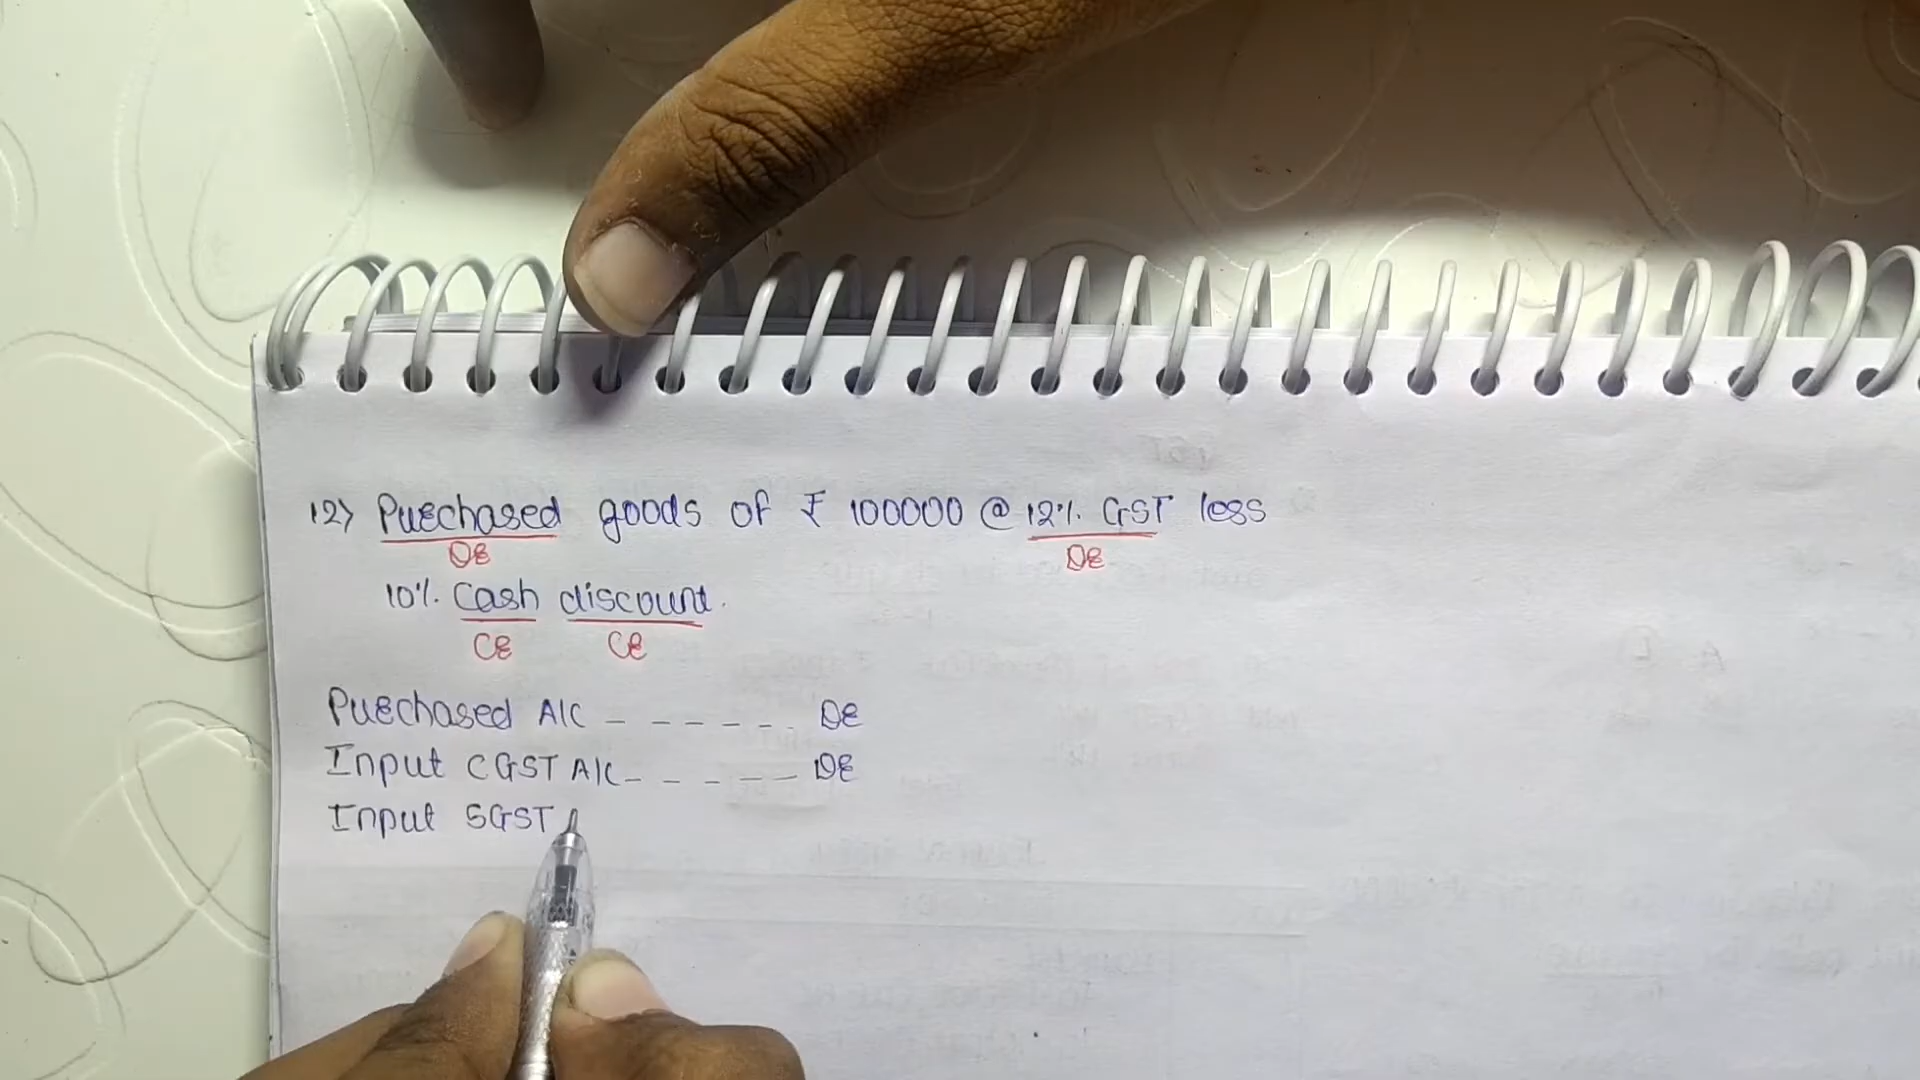 12) Purchased goods of ₹ 100000 @ 12%. GST less
Dr Dr
10%. Cash discount.
Cr Cr
Purchased A/C - - - - - - Dr
Input CGST A/C - - - - - Dr
Input SGST